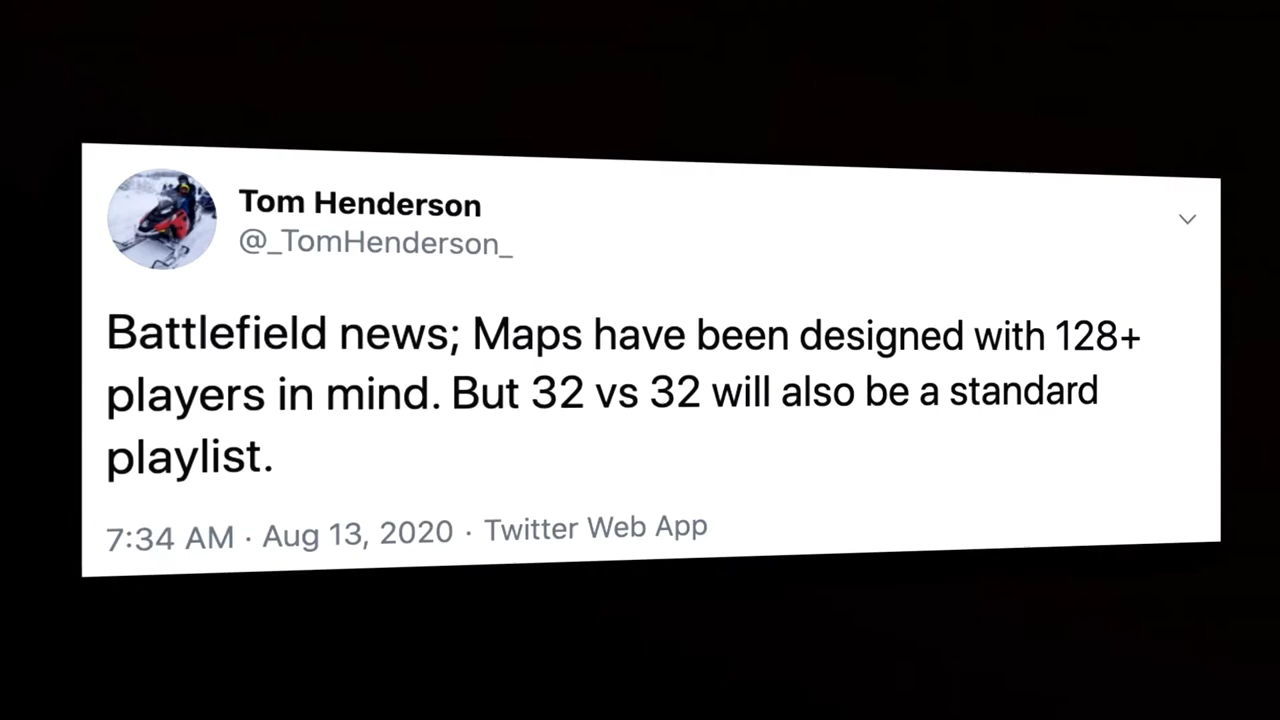 Tom Henderson
@_TomHenderson_
Battlefield news; Maps have been designed with 128+
players in mind. But 32 vs 32 will also be a standard
playlist.
7:34 AM · Aug 13, 2020 · Twitter Web App